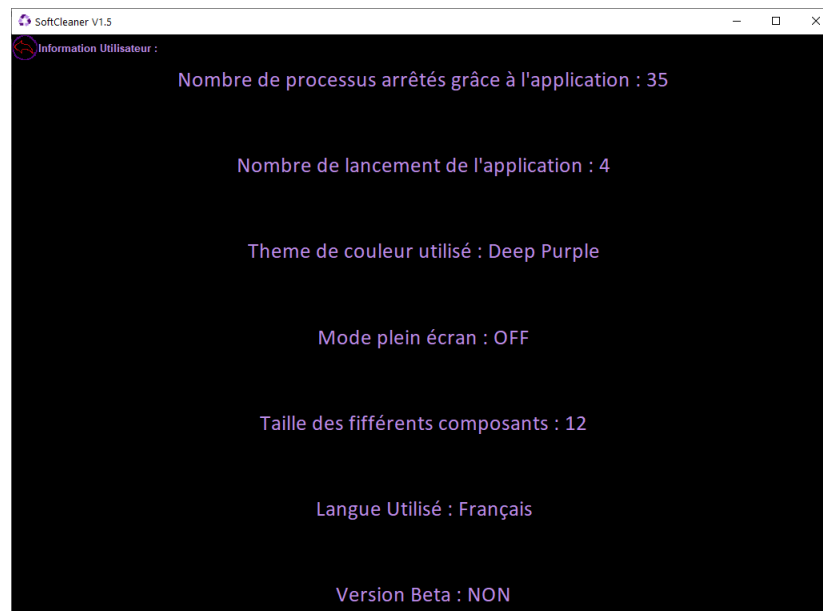 SoftCleaner V1.5
Information Utilisateur :
Nombre de processus arrêtés grâce à l'application : 35
Nombre de lancement de l'application : 4
Theme de couleur utilisé : Deep Purple
Mode plein écran : OFF
Taille des fifférents composants : 12
Langue Utilisé : Français
Version Beta : NON